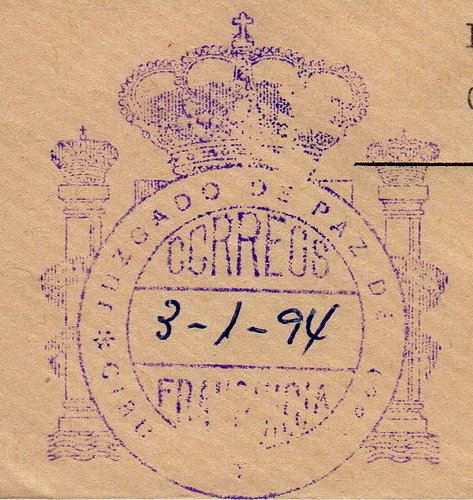 JUZGADO DE PAZ DE
CORREOS
3-1-94
FRANQUICIA